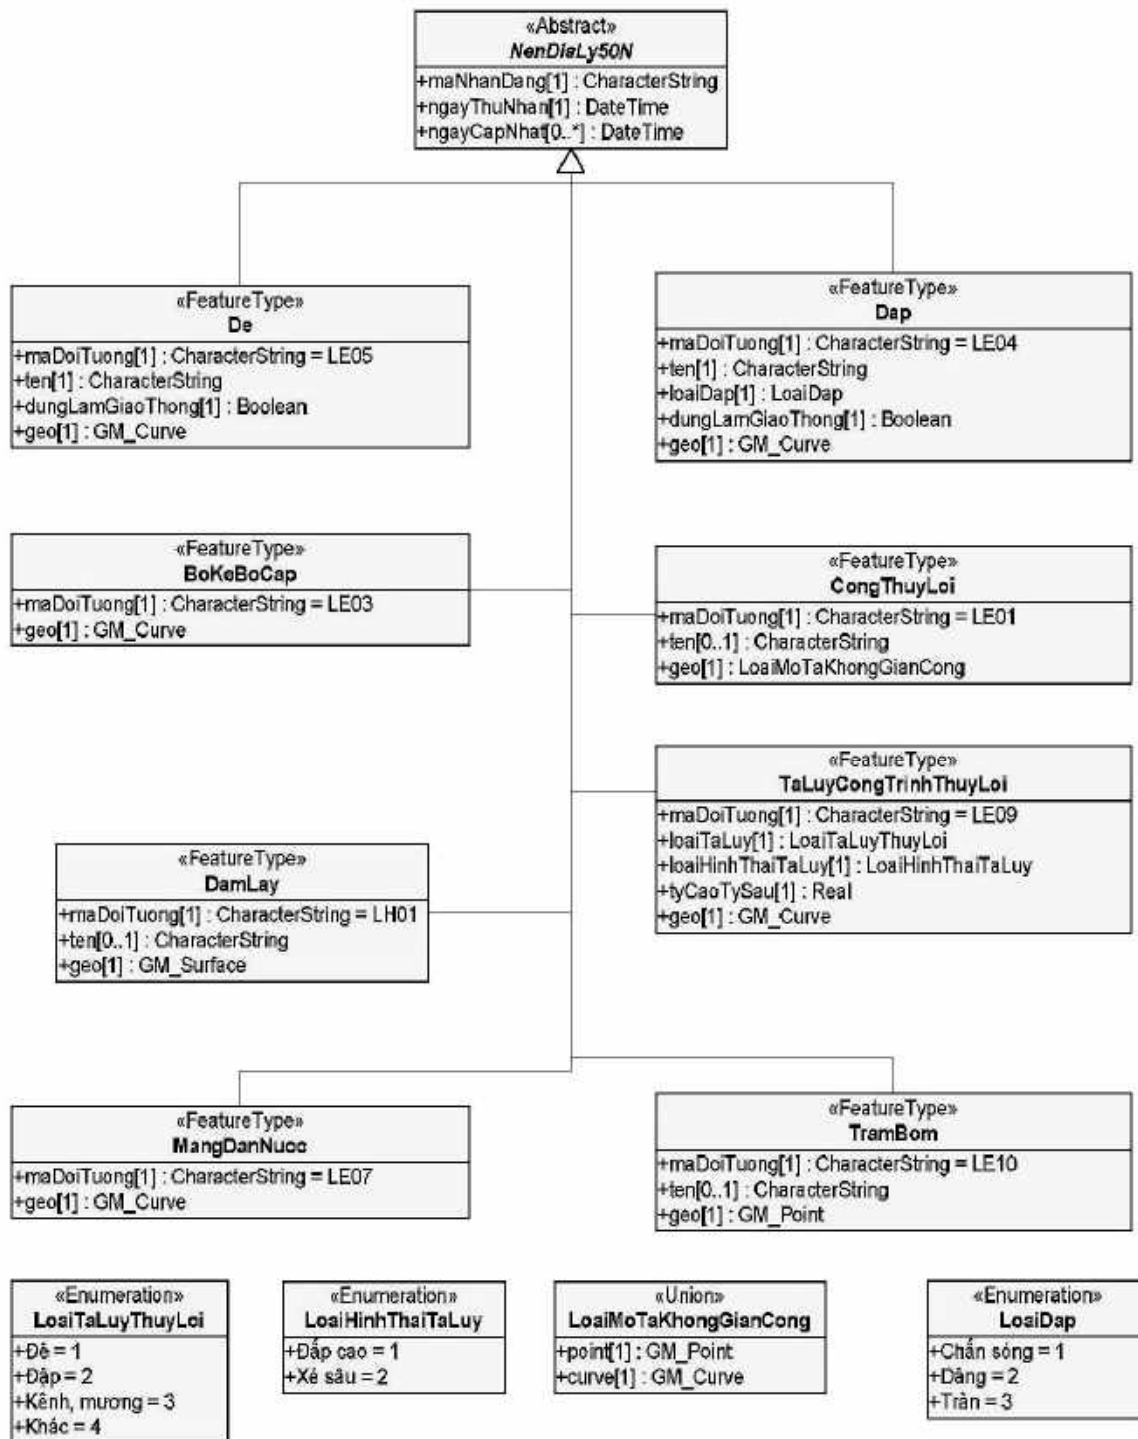 «Abstract»
NenDiaLy50N
+maNhanDang[1] : CharacterString
+ngayThuNhan[1] : DateTime
+ngayCapNhat[0..*] : DateTime
«FeatureType»
De
+maDoiTuong[1] : CharacterString = LE05
+ten[1] : CharacterString
+dungLamGiaoThong[1] : Boolean
+geo[1] : GM_Curve
«FeatureType»
Dap
+maDoiTuong[1] : CharacterString = LE04
+ten[1] : CharacterString
+loaiDap[1] : LoaiDap
+dungLamGiaoThong[1] : Boolean
+geo[1] : GM_Curve
«FeatureType»
BoKeBoCap
+maDoiTuong[1] : CharacterString = LE03
+geo[1] : GM_Curve
«FeatureType»
CongThuyLoi
+maDoiTuong[1] : CharacterString = LE01
+ten[0..1] : CharacterString
+geo[1] : LoaiMoTaKhongGianCong
«FeatureType»
TaLuyCongTrinhThuyLoi
+maDoiTuong[1] : CharacterString = LE09
+loaiTaLuy[1] : LoaiTaLuyThuyLoi
+loaiHinhThaiTaLuy[1] : LoaiHinhThaiTaLuy
+tyCaoTySau[1] : Real
+geo[1] : GM_Curve
«FeatureType»
DamLay
+maDoiTuong[1] : CharacterString = LH01
+ten[0..1] : CharacterString
+geo[1] : GM_Surface
«FeatureType»
MangDanNuoc
+maDoiTuong[1] : CharacterString = LE07
+geo[1] : GM_Curve
«FeatureType»
TramBom
+maDoiTuong[1] : CharacterString = LE10
+ten[0..1] : CharacterString
+geo[1] : GM_Point
«Enumeration»
LoaiTaLuyThuyLoi
+Đê = 1
+Đập = 2
+Kênh, mương = 3
+Khác = 4
«Enumeration»
LoaiHinhThaiTaLuy
+Đắp cao = 1
+Xẻ sâu = 2
«Union»
LoaiMoTaKhongGianCong
+point[1] : GM_Point
+curve[1] : GM_Curve
«Enumeration»
LoaiDap
+Chắn sóng = 1
+Dâng = 2
+Tràn = 3